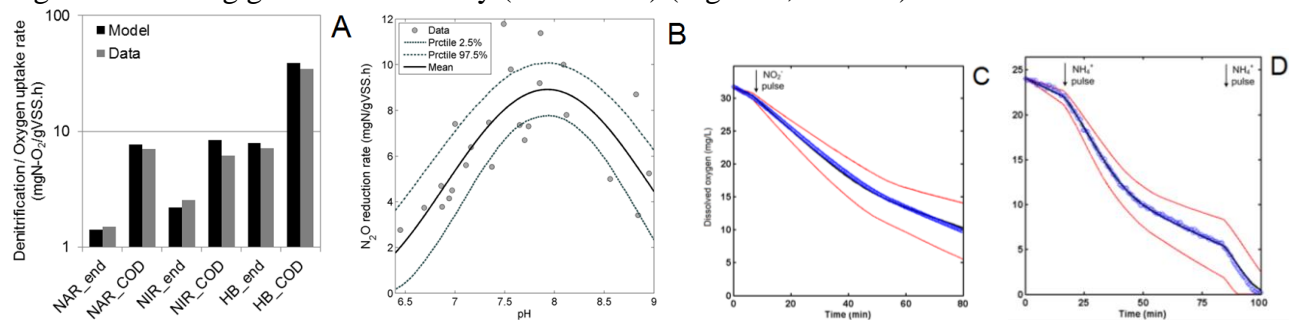 100
10
1
Denitrification/ Oxygen uptake rate
(mgN-O2/gVSS.h)
Model
Data
NAR_end
NAR_COD
NIR_end
NIR_COD
HB_end
HB_COD
A
12
10
8
6
4
2
0
N2O reduction rate (mgN/gVSS.h)
Data
Prctile 2.5%
Prctile 97.5%
Mean
6.5 7 7.5 8 8.5 9
pH
B
30
25
20
15
10
5
0
Dissolved oxygen (mg/L)
NO2-
pulse
0 20 40 60 80
Time (min)
C
25
20
15
10
5
0
NH4+
pulse
NH4+
pulse
0 50 100
Time (min)
D